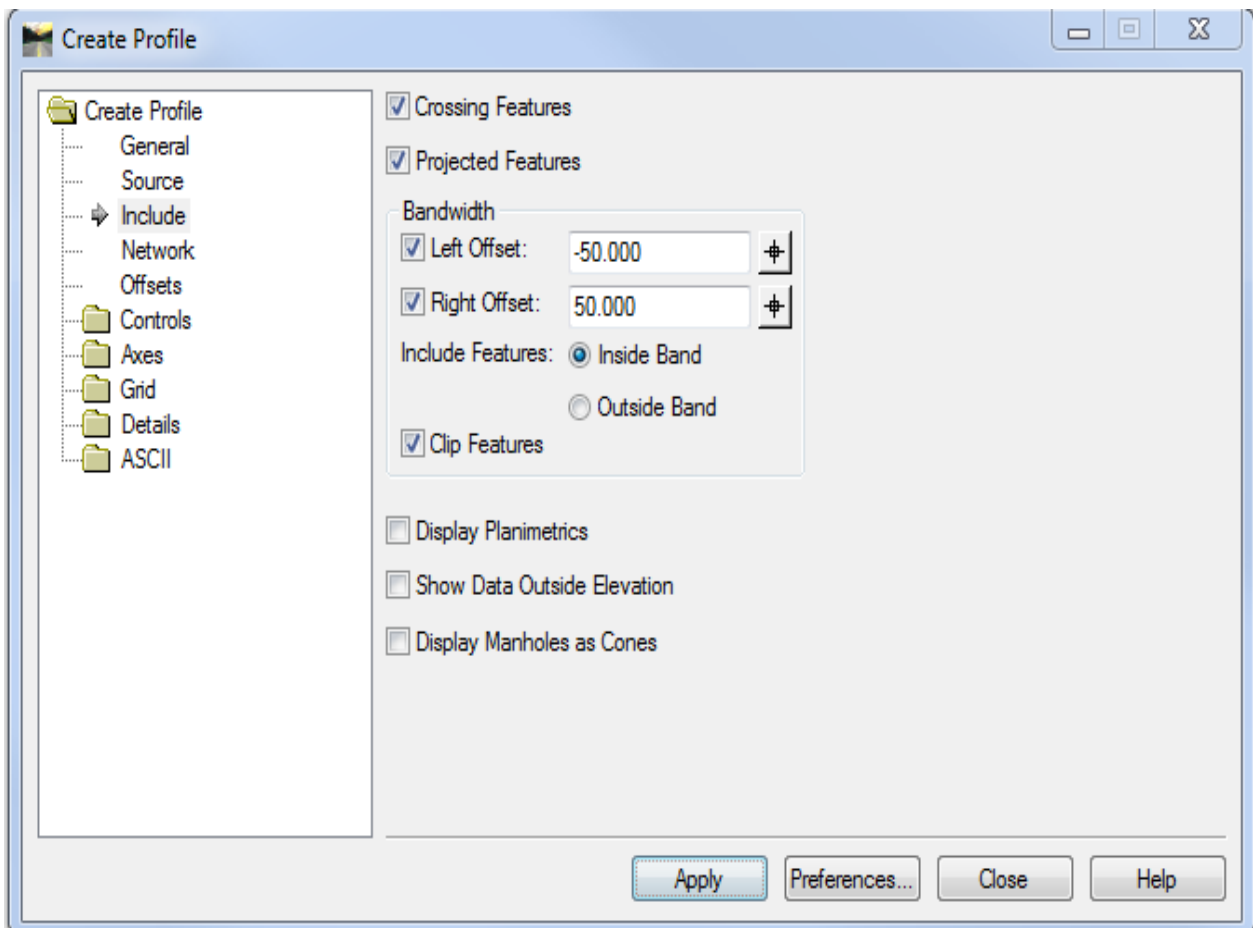 Create Profile
Create Profile
General
Source
Include
Network
Offsets
Controls
Axes
Grid
Details
ASCII
Crossing Features
Projected Features
Bandwidth
Left Offset: -50.000
Right Offset: 50.000
Include Features: Inside Band
Outside Band
Clip Features
Display Planimetrics
Show Data Outside Elevation
Display Manholes as Cones
Apply Preferences... Close Help